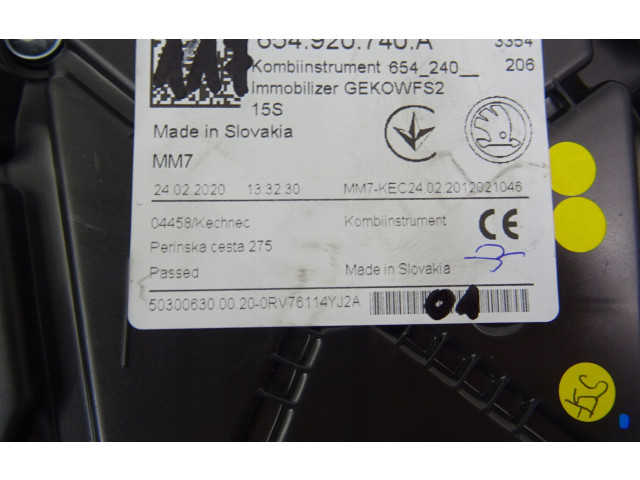 654.920.740.A 3354
Kombiinstrument 654_240__ 206
Immobilizer GEKOWFS2
15S
Made in Slovakia
MM7
24.02.2020 13:32:30 MM7-KEC24.02.2012021046
04458/Kechnec Kombiinstrument CE
Perinska cesta 275
Passed Made in Slovakia
50300630.00.20-0RV76114YJ2A 01